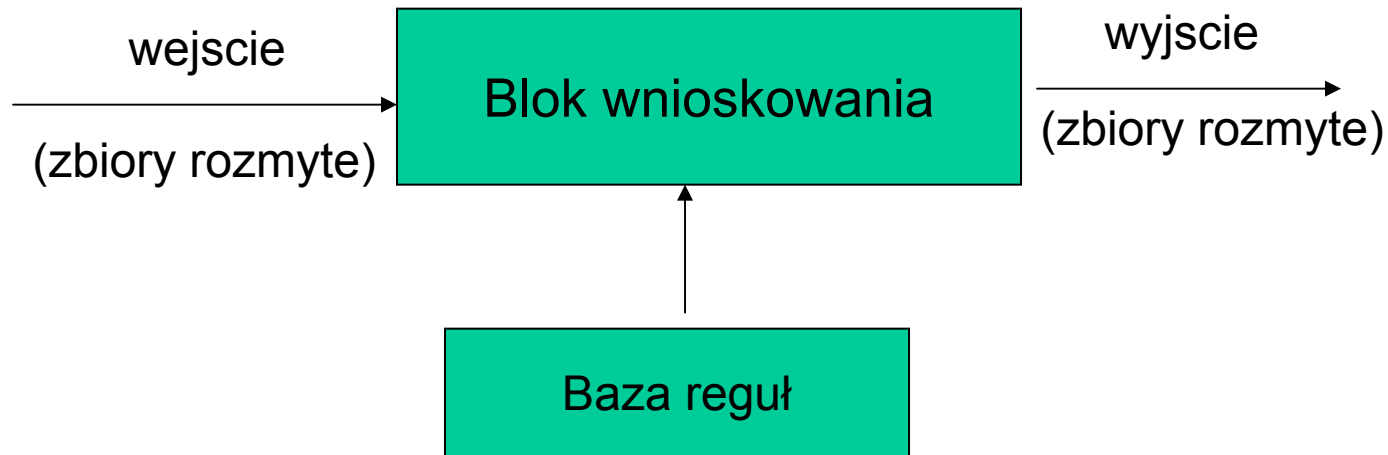 wejscie
(zbiory rozmyte)
Blok wnioskowania
wyjscie
(zbiory rozmyte)
Baza reguł